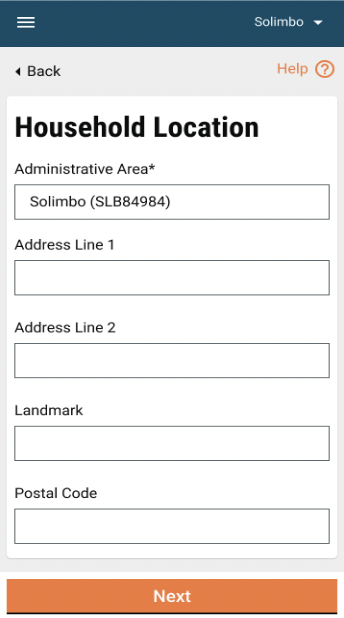 Solimbo
Back
Help
Household Location
Administrative Area*
Solimbo (SLB84984)
Address Line 1
Address Line 2
Landmark
Postal Code
Next